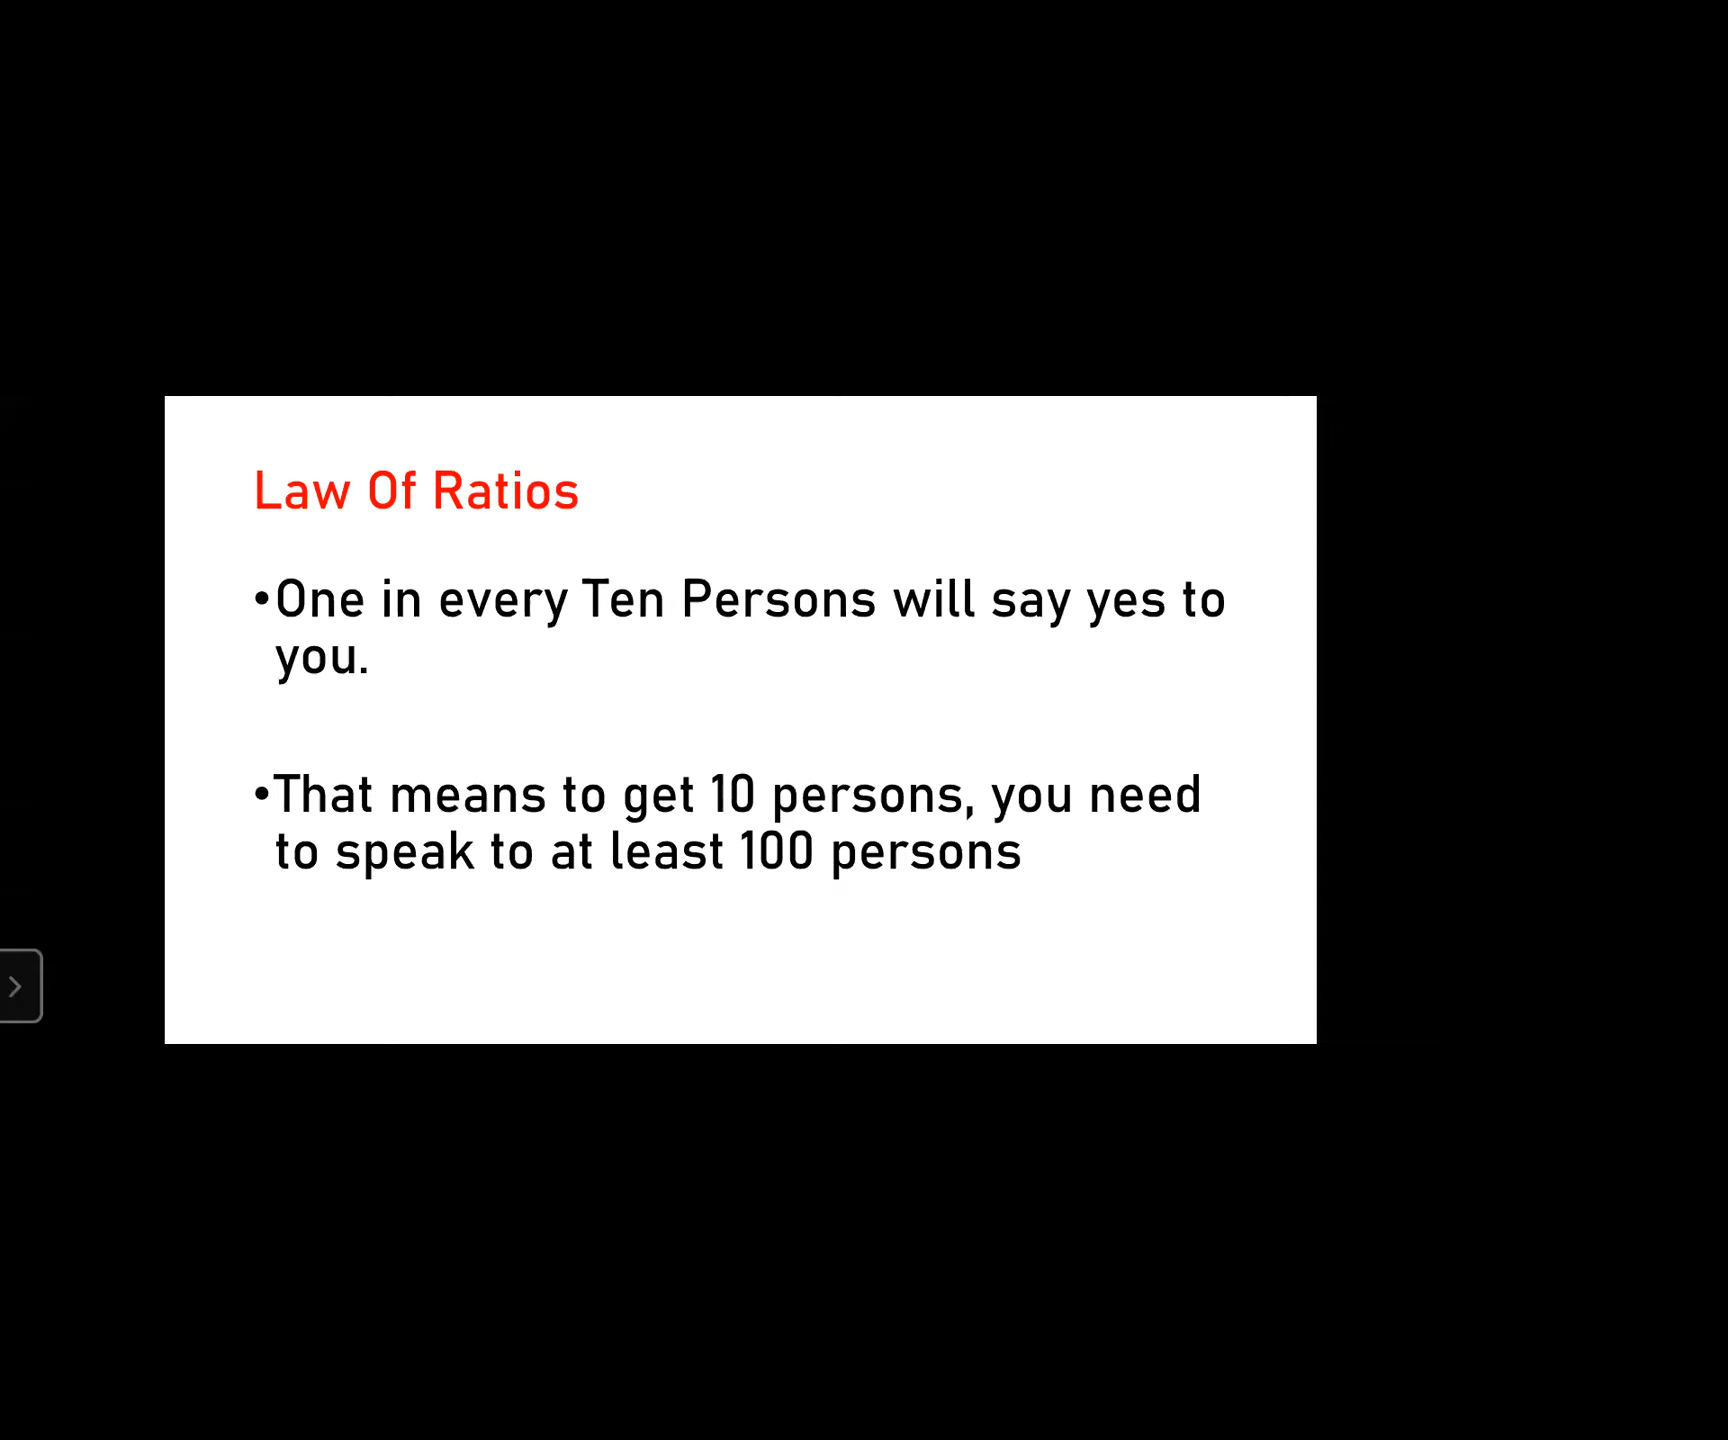 Law Of Ratios
•One in every Ten Persons will say yes to
you.
•That means to get 10 persons, you need
to speak to at least 100 persons